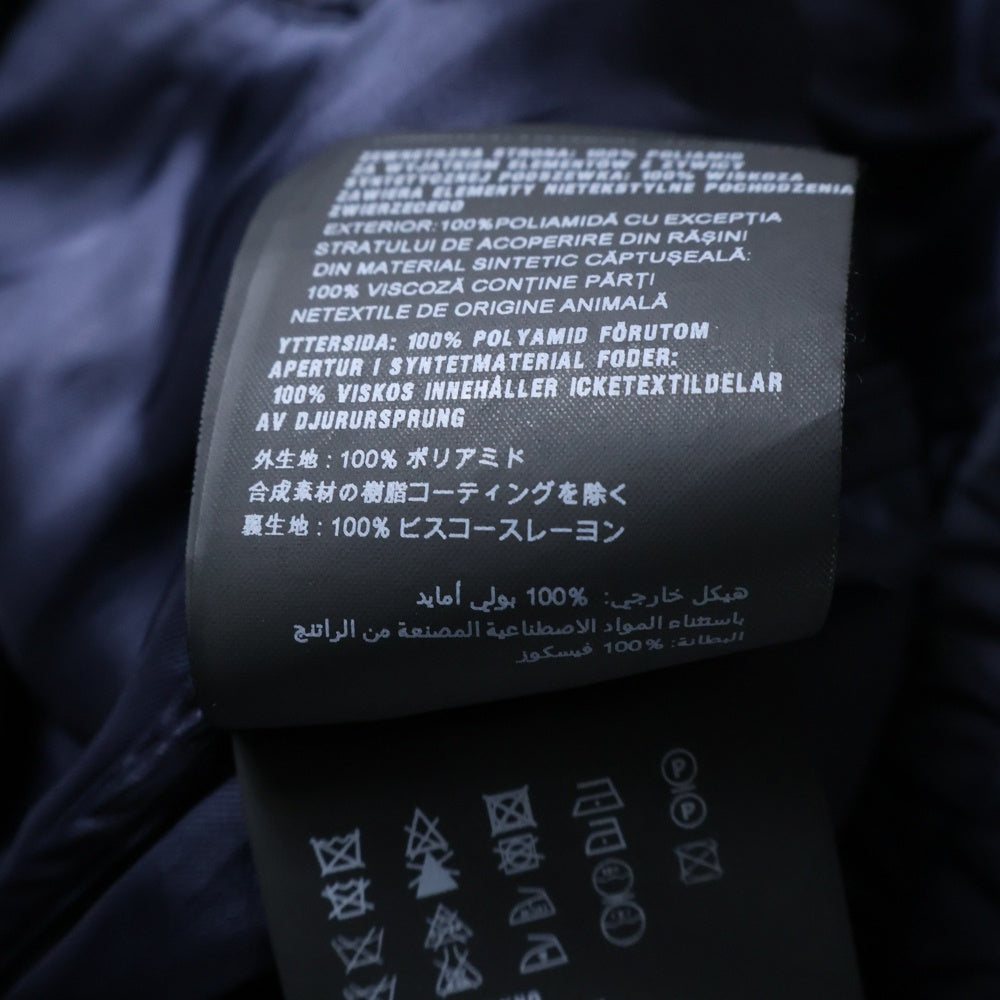 ZEWNĘTRZNA STRONA: 100% POLIAMID
ZA WYJĄTKIEM ELEMENTÓW Z ŻYWICY
SYNTETYCZNEJ PODSZEWKA: 100% WISKOZA
ZAWIERA ELEMENTY NIETEKSTYLNE POCHODZENIA
ZWIERZĘCEGO
EXTERIOR:100%POLIAMIDĂ CU EXCEPȚIA
STRATULUI DE ACOPERIRE DIN RĂȘINI
DIN MATERIAL SINTETIC CĂPTUȘEALĂ:
100% VISCOZĂ CONȚINE PĂRȚI
NETEXTILE DE ORIGINE ANIMALĂ
YTTERSIDA: 100% POLYAMID FÖRUTOM
APERTUR I SYNTETMATERIAL FODER:
100% VISKOS INNEHÅLLER ICKETEXTILDELAR
AV DJURURSPRUNG
外生地 : 100% ポリアミド
合成素材の樹脂コーティングを除く
裏生地 : 100% ビスコースレーヨン
هيكل خارجي: 100% بولي أمايد
باستثناء المواد الاصطناعية المصنعة من الراتنج
البطانة: 100% فيسكوز
P
P